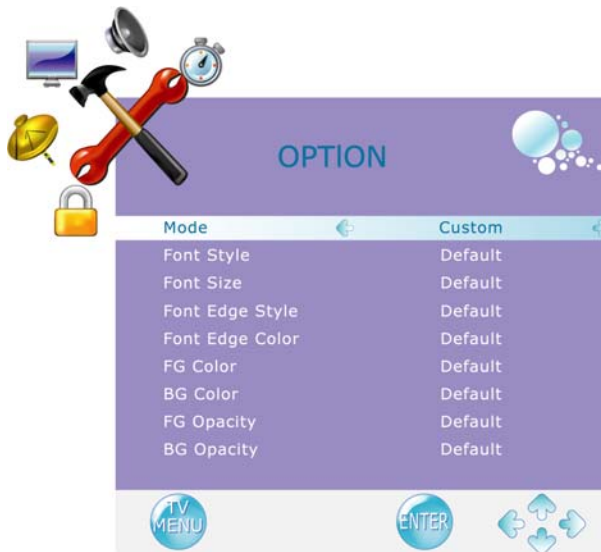 OPTION
Mode Custom
Font Style Default
Font Size Default
Font Edge Style Default
Font Edge Color Default
FG Color Default
BG Color Default
FG Opacity Default
BG Opacity Default
TV
MENU
ENTER